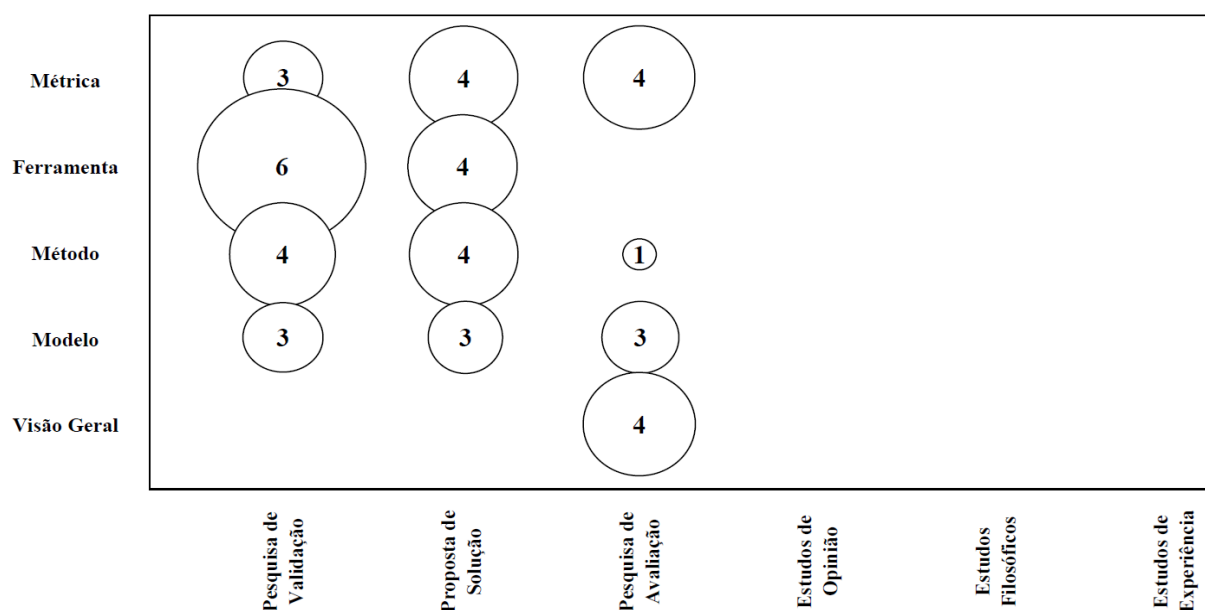 Métrica
3
4
4
Ferramenta
6
4
Método
4
4
1
Modelo
3
3
3
Visão Geral
4
Pesquisa de
Validação
Proposta de
Solução
Pesquisa de
Avaliação
Estudos de
Opinião
Estudos
Filosóficos
Estudos de
Experiência